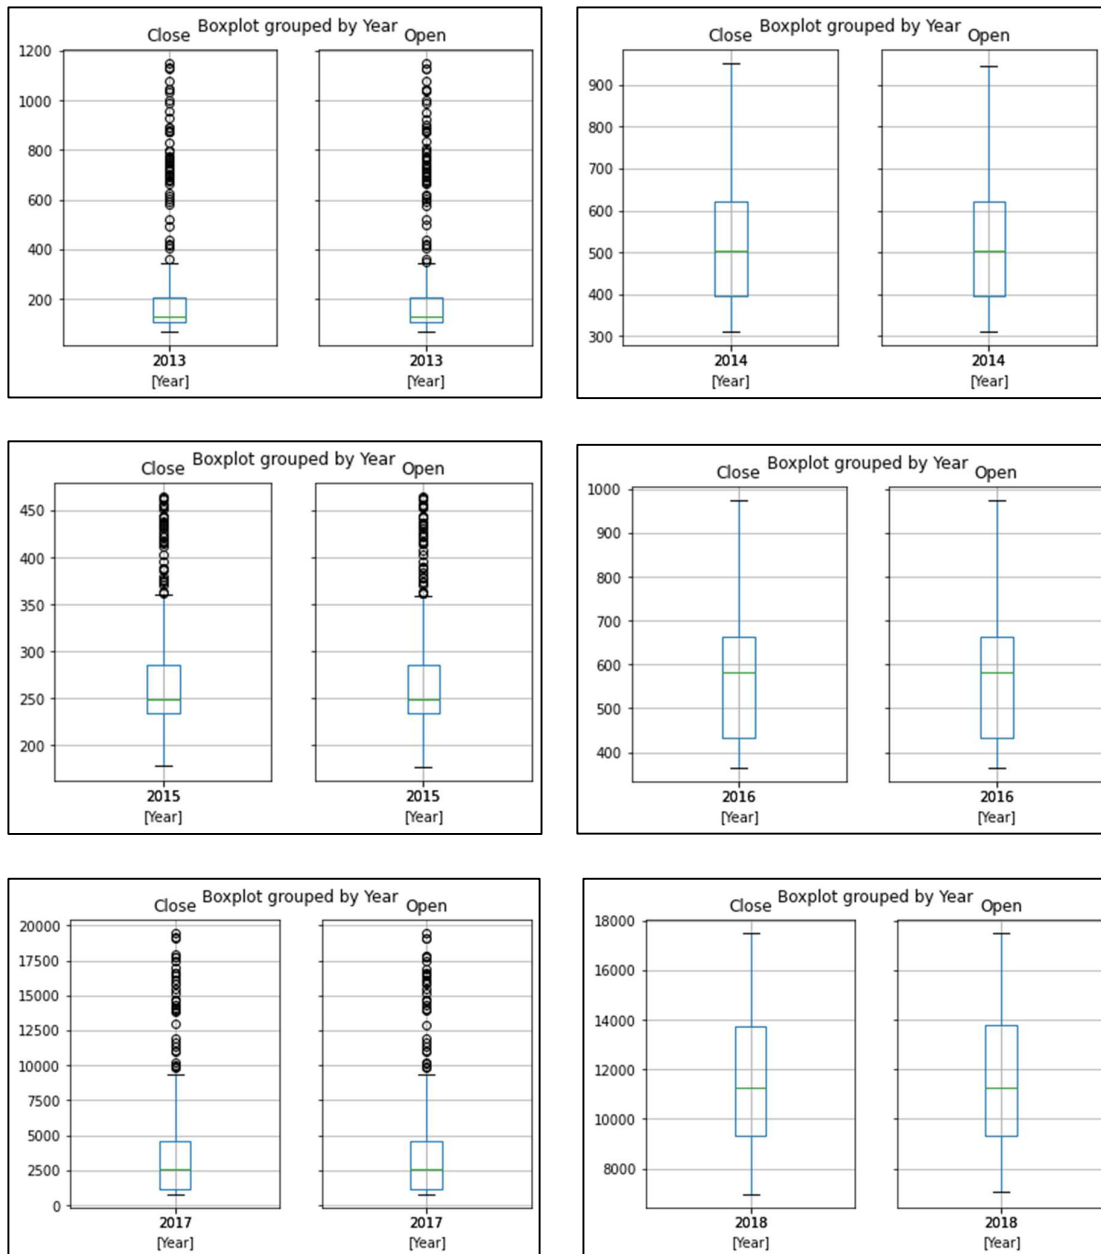 Boxplot grouped by Year
Close Open
1200
1000
800
600
400
200
2013 2013
[Year] [Year]
Boxplot grouped by Year
Close Open
900
800
700
600
500
400
300
2014 2014
[Year] [Year]
Boxplot grouped by Year
Close Open
450
400
350
300
250
200
2015 2015
[Year] [Year]
Boxplot grouped by Year
Close Open
1000
900
800
700
600
500
400
2016 2016
[Year] [Year]
Boxplot grouped by Year
Close Open
20000
17500
15000
12500
10000
7500
5000
2500
0
2017 2017
[Year] [Year]
Boxplot grouped by Year
Close Open
18000
16000
14000
12000
10000
8000
2018 2018
[Year] [Year]